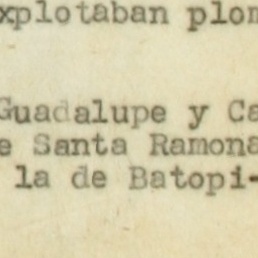 xplotaban plom
Guadalupe y Ca
e Santa Ramona
la de Batopi-